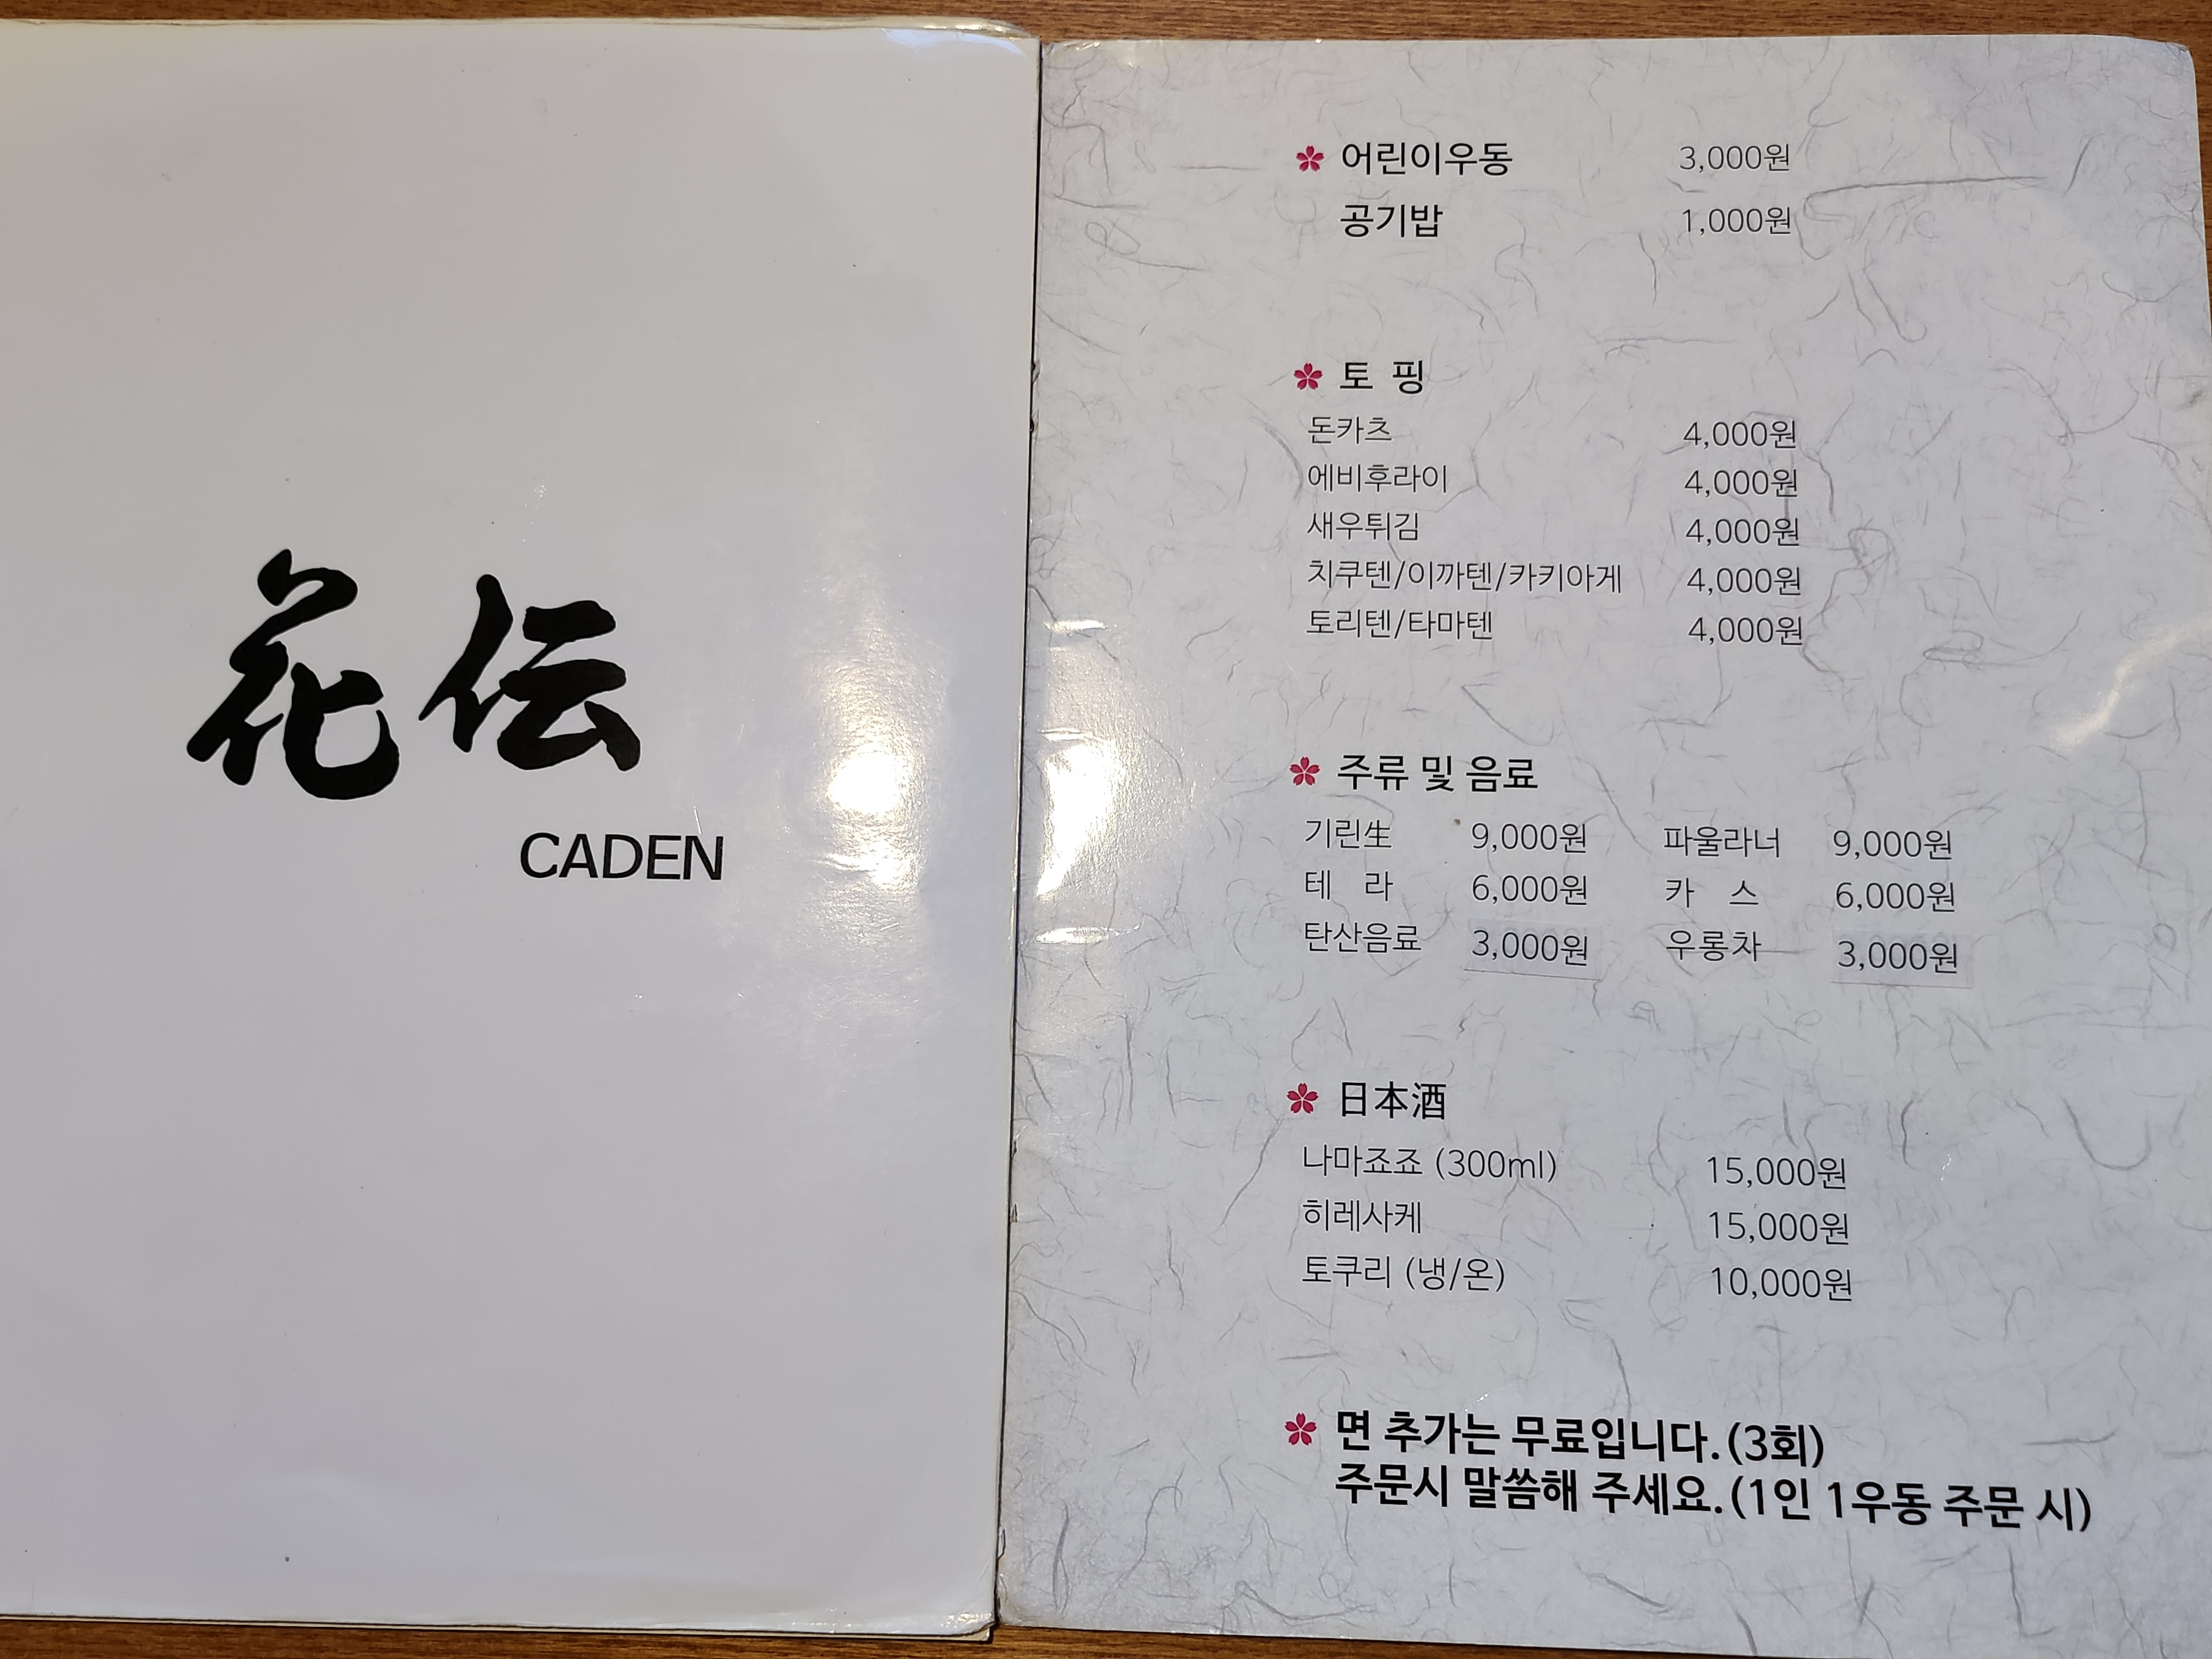 花伝
CADEN
어린이우동 3,000원
공기밥 1,000원
토 핑
돈카츠 4,000원
에비후라이 4,000원
새우튀김 4,000원
치쿠텐/이까텐/카키아게 4,000원
토리텐/타마텐 4,000원
주류 및 음료
기린生 9,000원 파울라너 9,000원
테 라 6,000원 카 스 6,000원
탄산음료 3,000원 우롱차 3,000원
日本酒
나마죠죠 (300ml) 15,000원
히레사케 15,000원
토쿠리 (냉/온) 10,000원
면 추가는 무료입니다.(3회)
주문시 말씀해 주세요.(1인 1우동 주문 시)